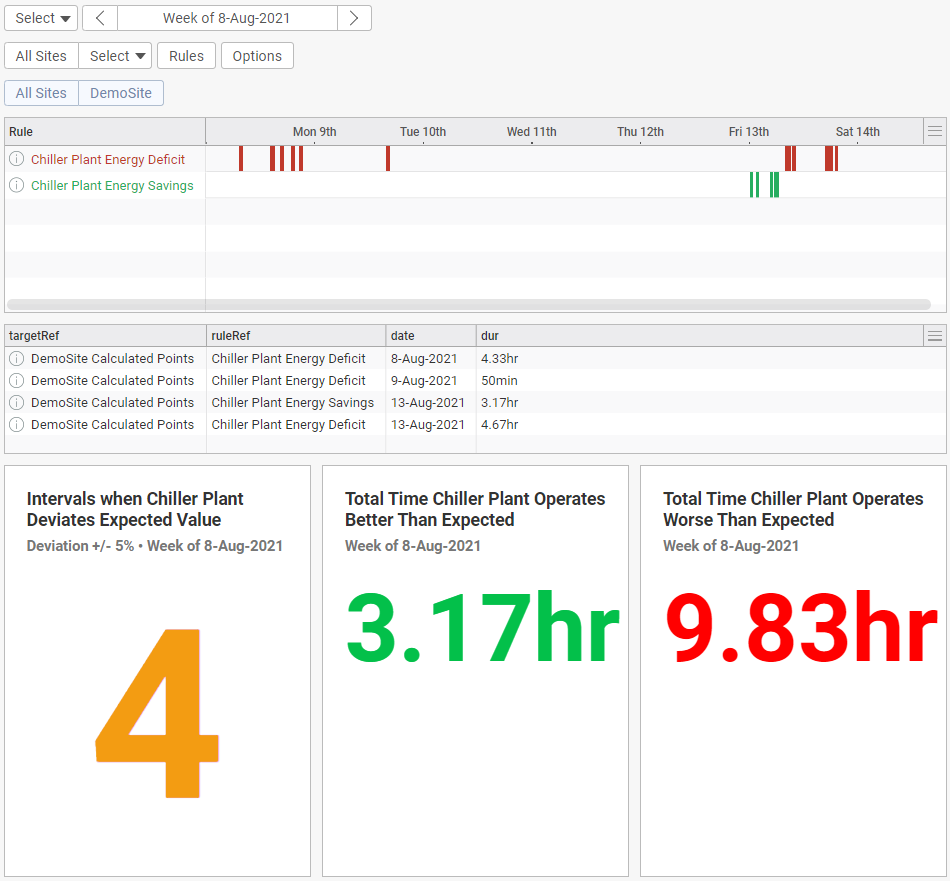 Select
Week of 8-Aug-2021
All Sites Select Rules Options
All Sites DemoSite
Rule Mon 9th Tue 10th Wed 11th Thu 12th Fri 13th Sat 14th
Chiller Plant Energy Deficit
Chiller Plant Energy Savings
targetRef ruleRef date dur
DemoSite Calculated Points Chiller Plant Energy Deficit 8-Aug-2021 4.33hr
DemoSite Calculated Points Chiller Plant Energy Deficit 9-Aug-2021 50min
DemoSite Calculated Points Chiller Plant Energy Savings 13-Aug-2021 3.17hr
DemoSite Calculated Points Chiller Plant Energy Deficit 13-Aug-2021 4.67hr
Intervals when Chiller Plant
Deviates Expected Value
Deviation +/- 5% • Week of 8-Aug-2021
4
Total Time Chiller Plant Operates
Better Than Expected
Week of 8-Aug-2021
3.17hr
Total Time Chiller Plant Operates
Worse Than Expected
Week of 8-Aug-2021
9.83hr